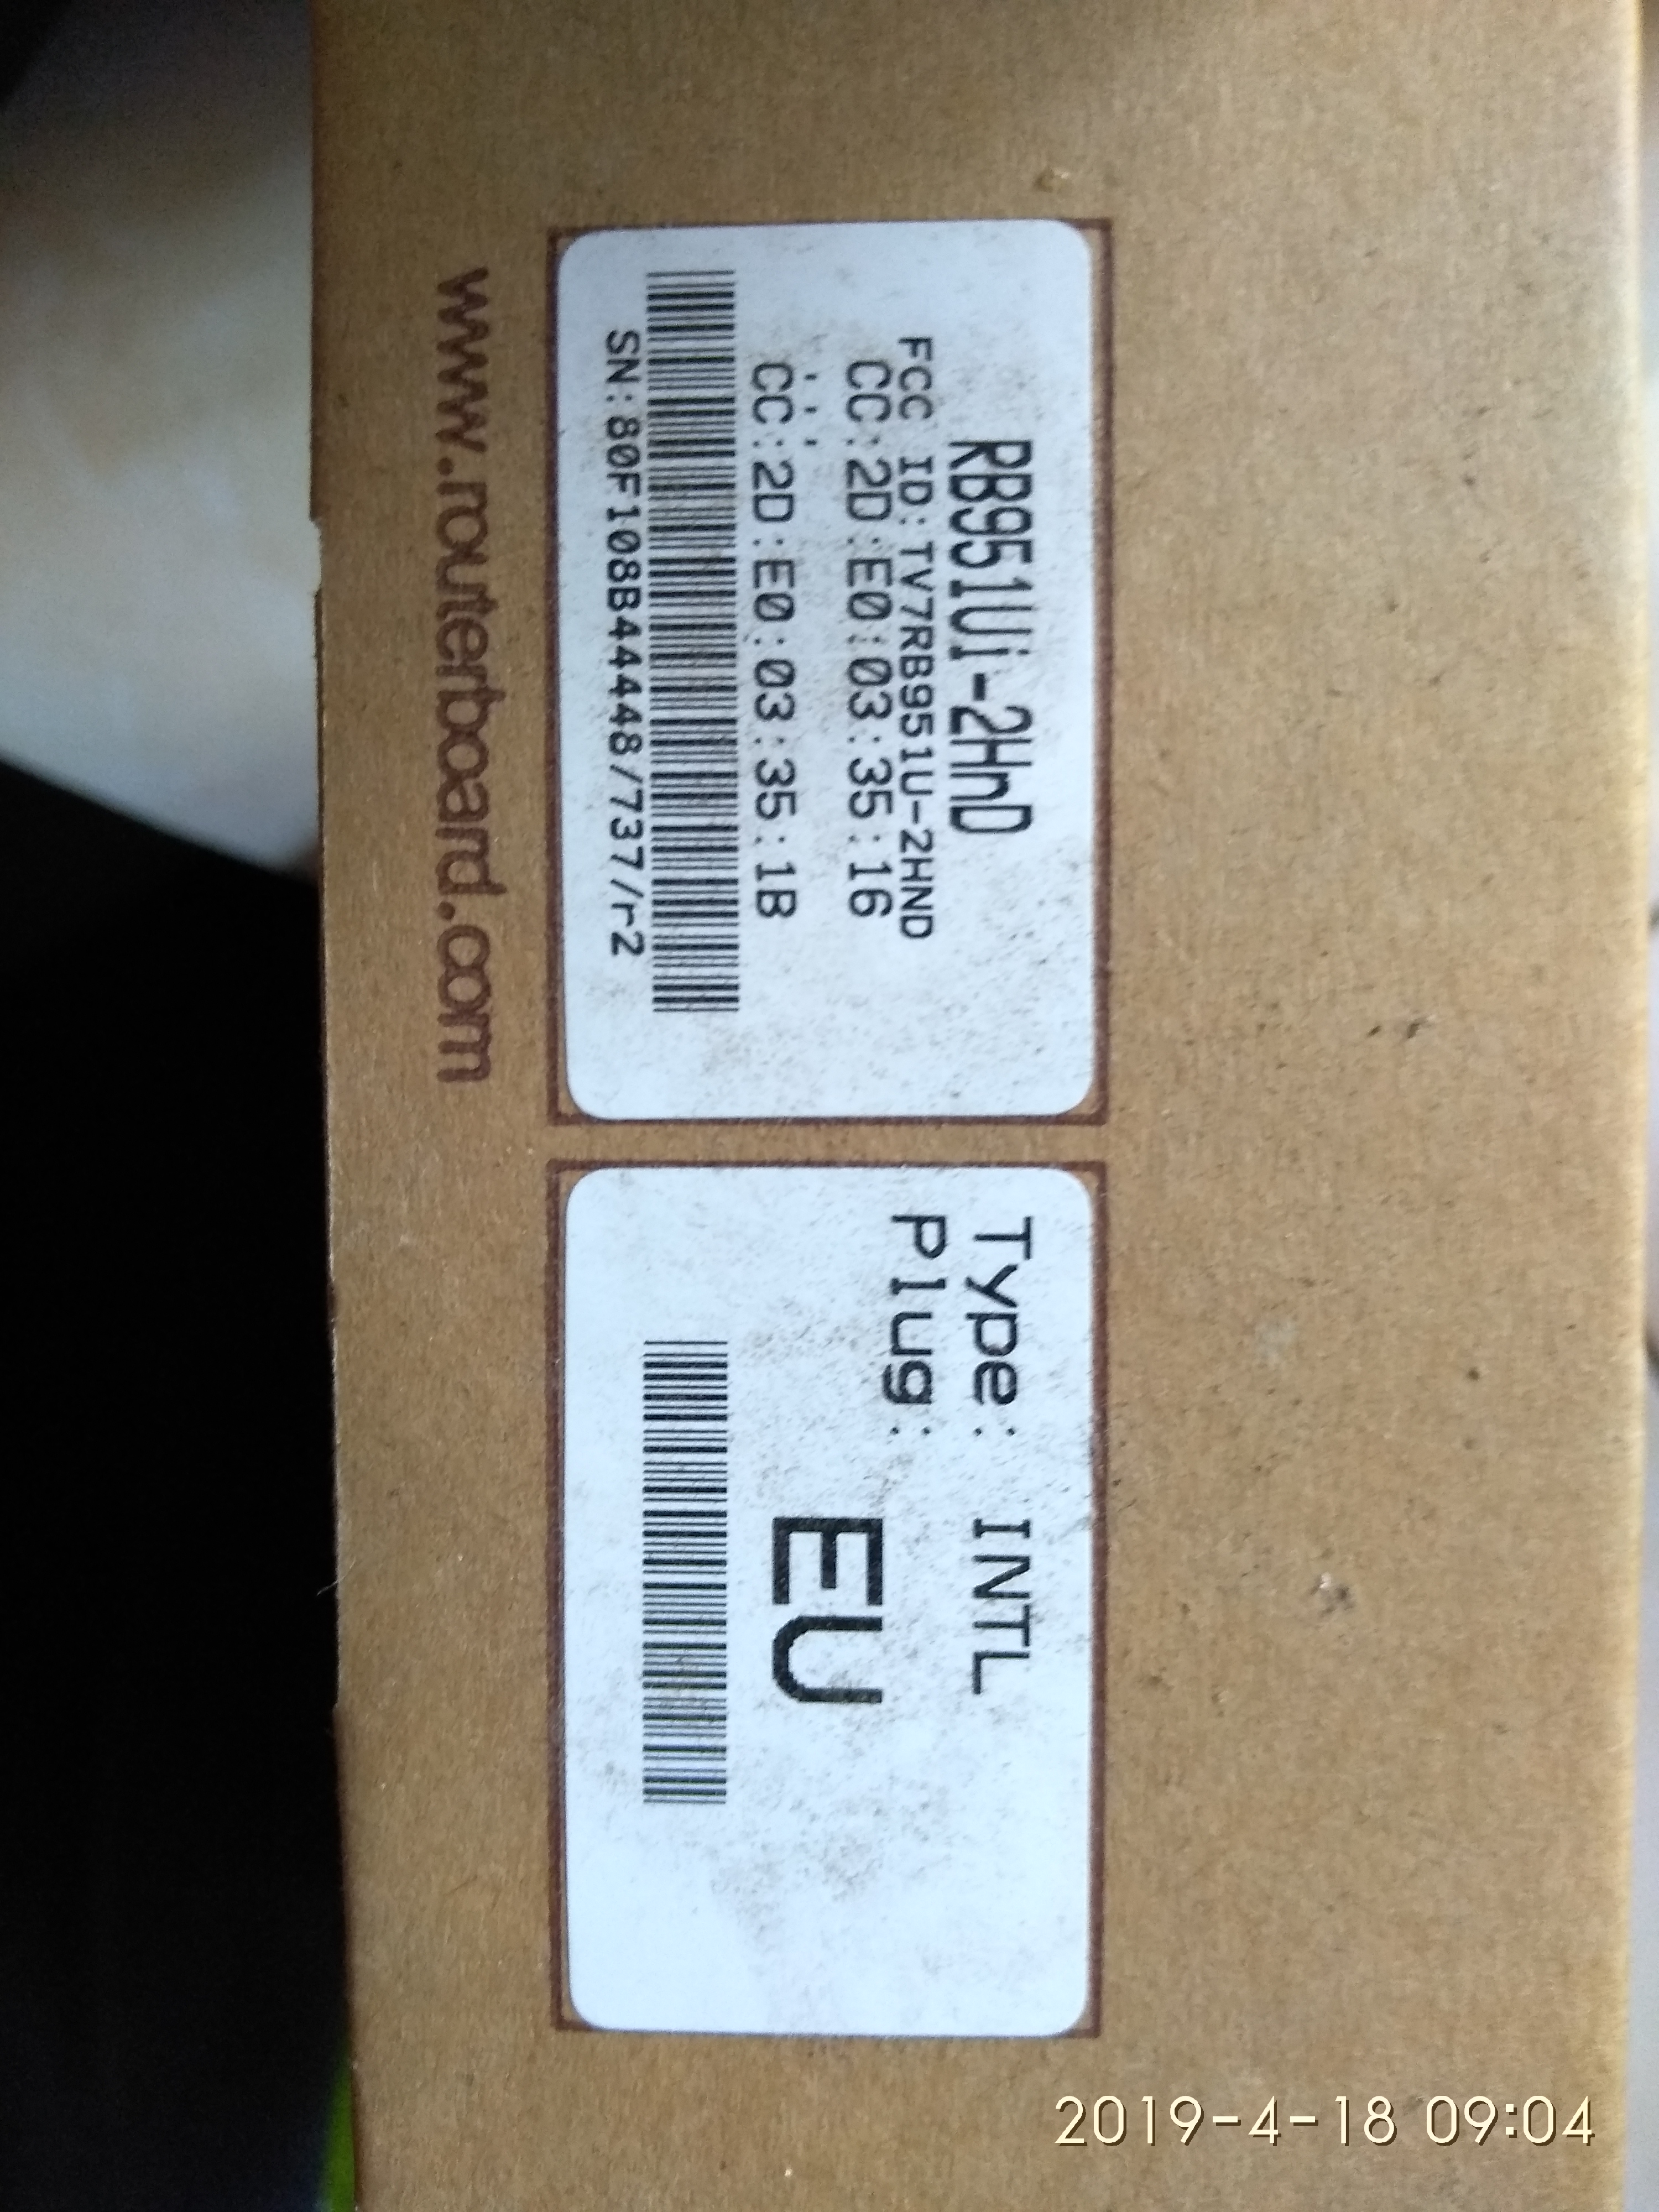 RB951Ui-2HnD
FCC ID:TV7RB951U-2HND
CC:2D:E0:03:35:16
...
CC:2D:E0:03:35:1B
SN:80F108B44448/737/r2
Type: INTL
Plug:
EU
www.routerboard.com
2019-4-18 09:04